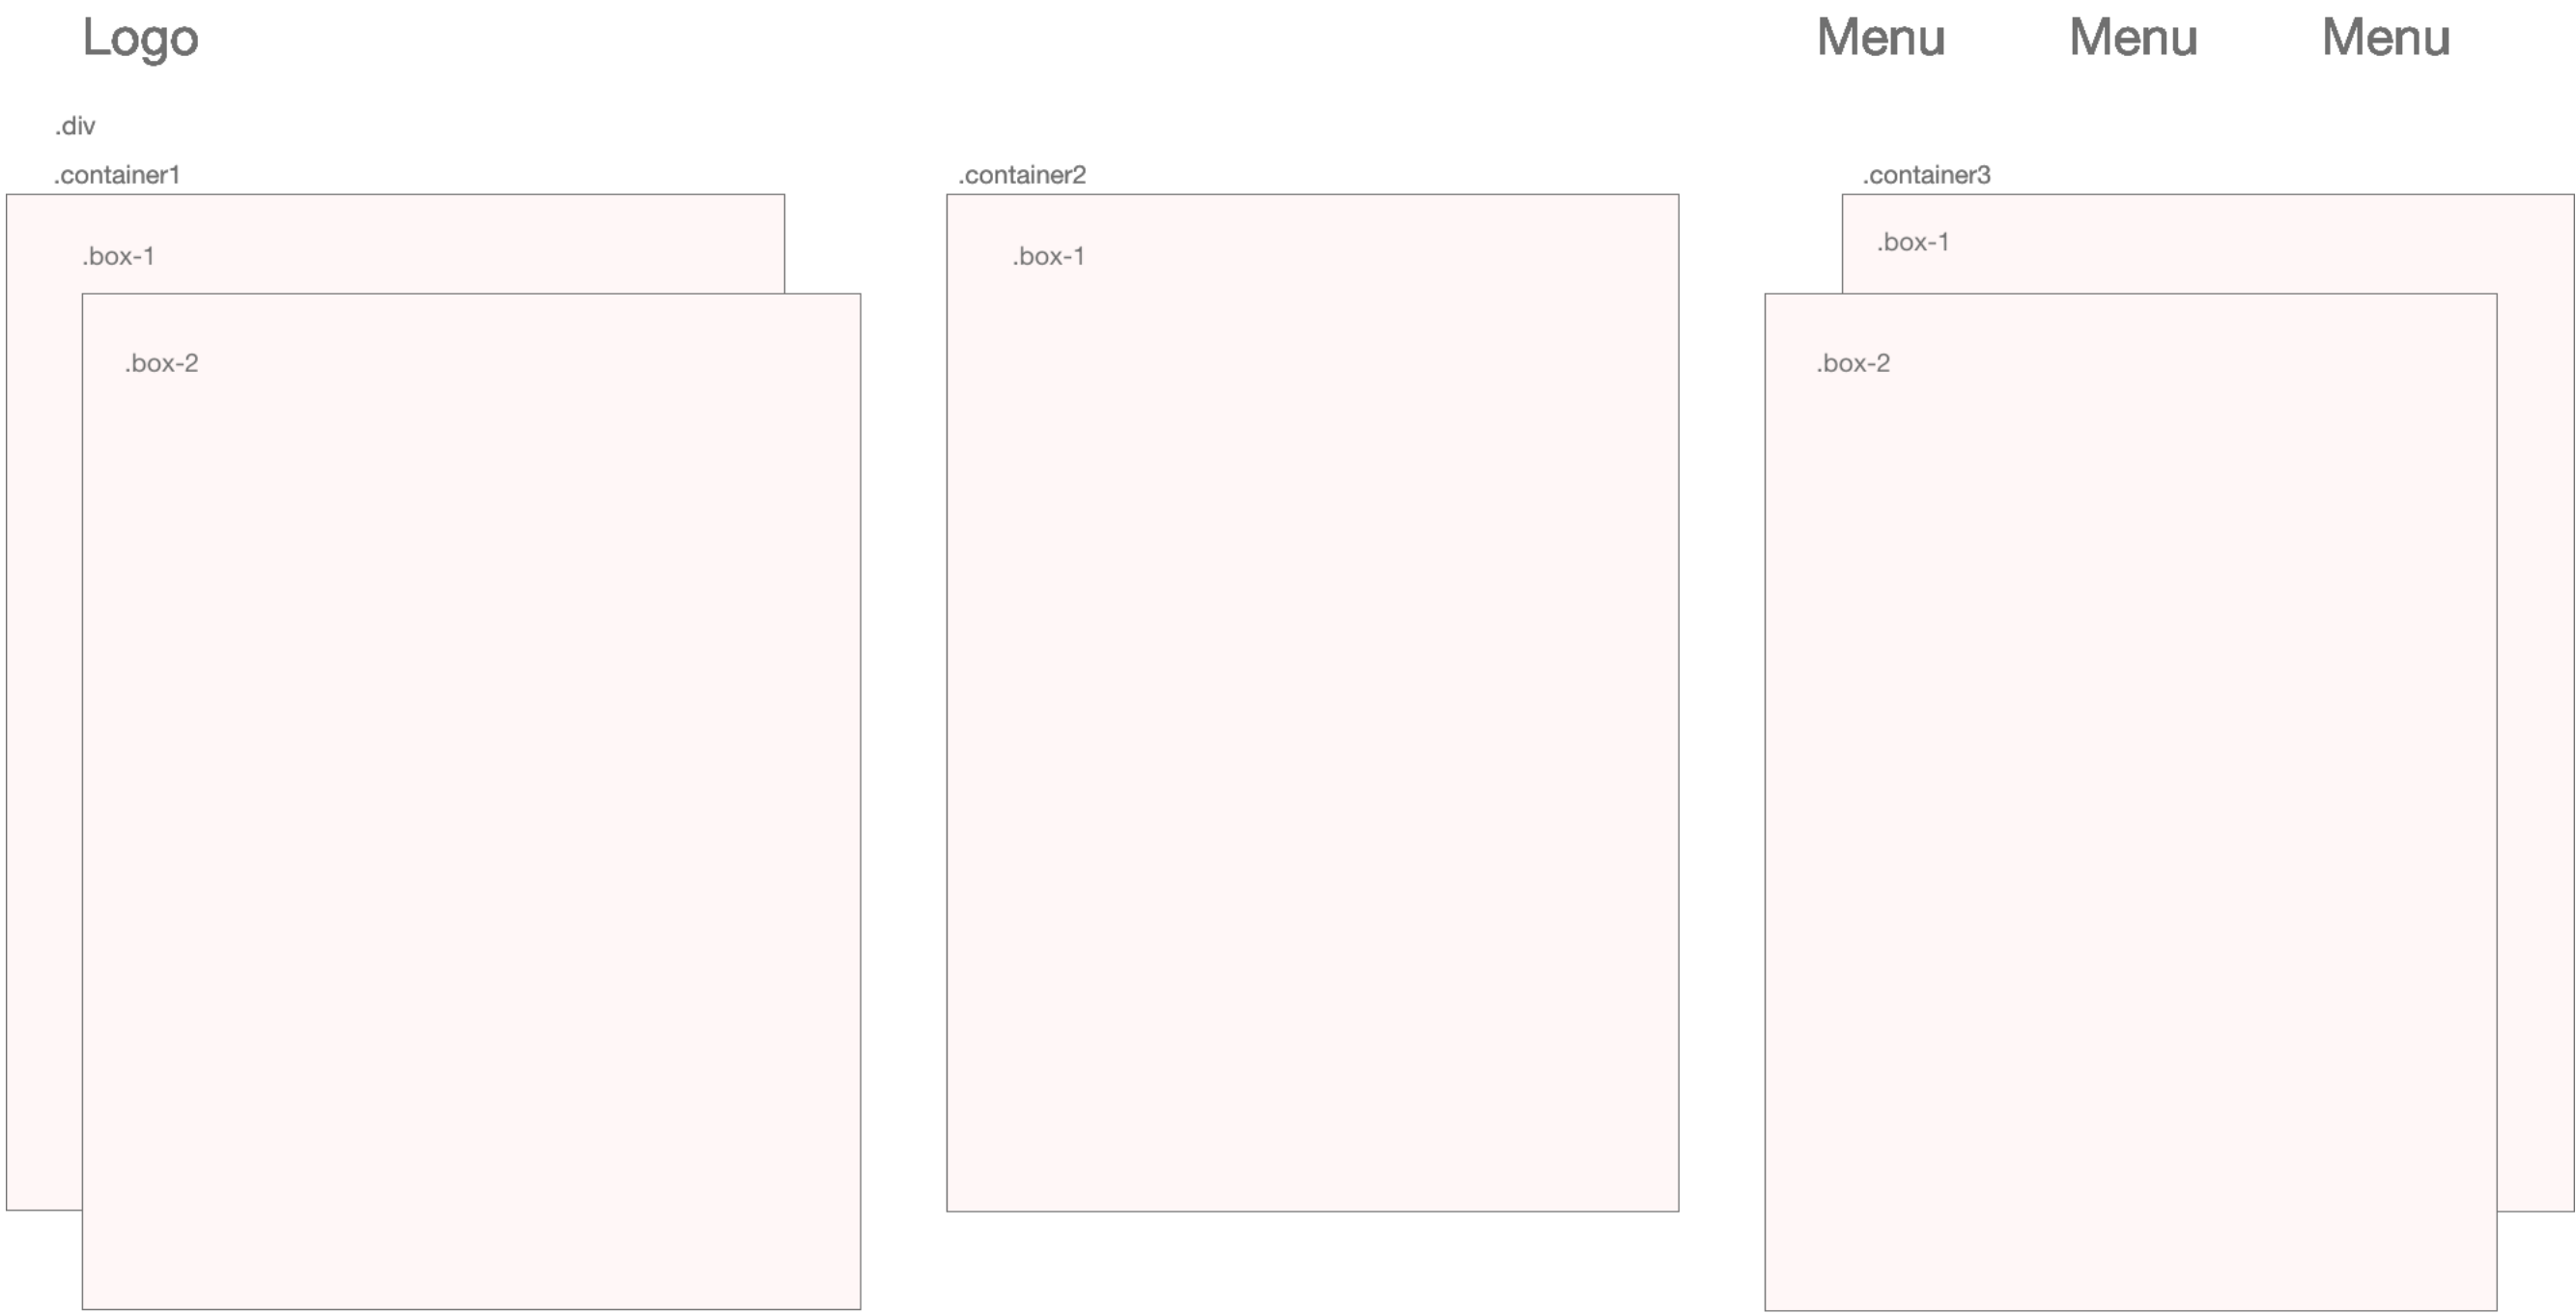 Logo
Menu Menu Menu
.div
.container1
.container2
.container3
.box-1
.box-1
.box-1
.box-2
.box-2